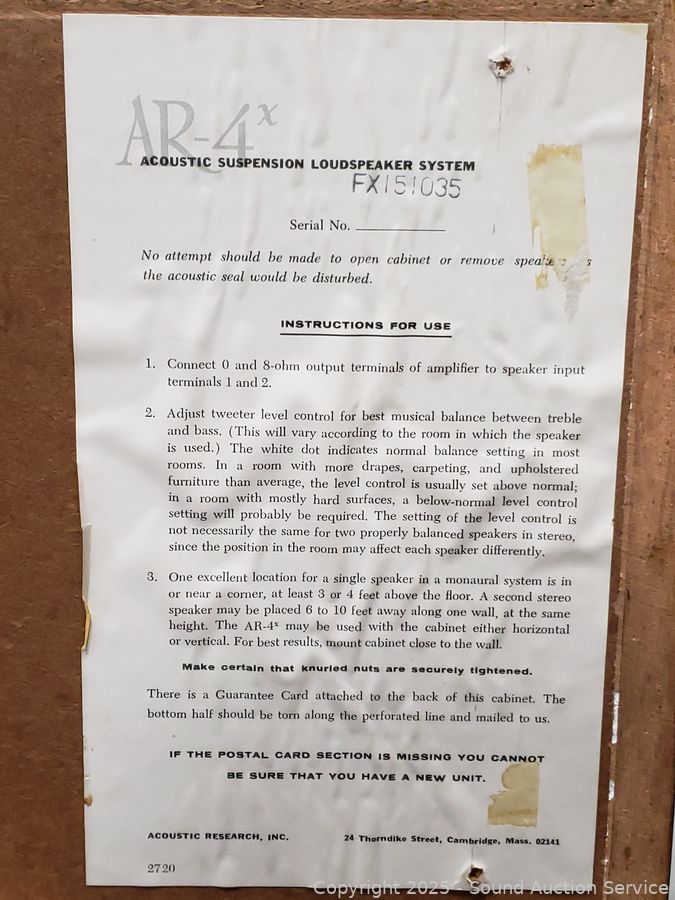 AR-4x
ACOUSTIC SUSPENSION LOUDSPEAKER SYSTEM
FX151035
Serial No.
No attempt should be made to open cabinet or remove
the acoustic seal would be disturbed.
INSTRUCTIONS FOR USE
1. Connect 0 and 8-ohm output terminals of amplifier to speaker input
terminals 1 and 2.
2. Adjust tweeter level control for best musical balance between treble
and bass. (This will vary according to the room in which the speaker
is used.) The white dot indicates normal balance setting in most
rooms. In a room with more drapes, carpeting, and upholstered
furniture than average, the level control is usually set above normal;
in a room with mostly hard surfaces, a below-normal level control
setting will probably be required. The setting of the level control is
not necessarily the same for two properly balanced speakers in stereo,
since the position in the room may affect each speaker differently.
3. One excellent location for a single speaker in a monaural system is in
or near a corner, at least 3 or 4 feet above the floor. A second stereo
speaker may be placed 6 to 10 feet away along one wall, at the same
height. The AR-4x may be used with the cabinet either horizontal
or vertical. For best results, mount cabinet close to the wall.
Make certain that knurled nuts are securely tightened.
There is a Guarantee Card attached to the back of this cabinet. The
bottom half should be torn along the perforated line and mailed to us.
IF THE POSTAL CARD SECTION IS MISSING YOU CANNOT
BE SURE THAT YOU HAVE A NEW UNIT.
ACOUSTIC RESEARCH, INC. 24 Thorndike Street, Cambridge, Mass. 02141
2720
Copyright 2025 - Sound Auction Service